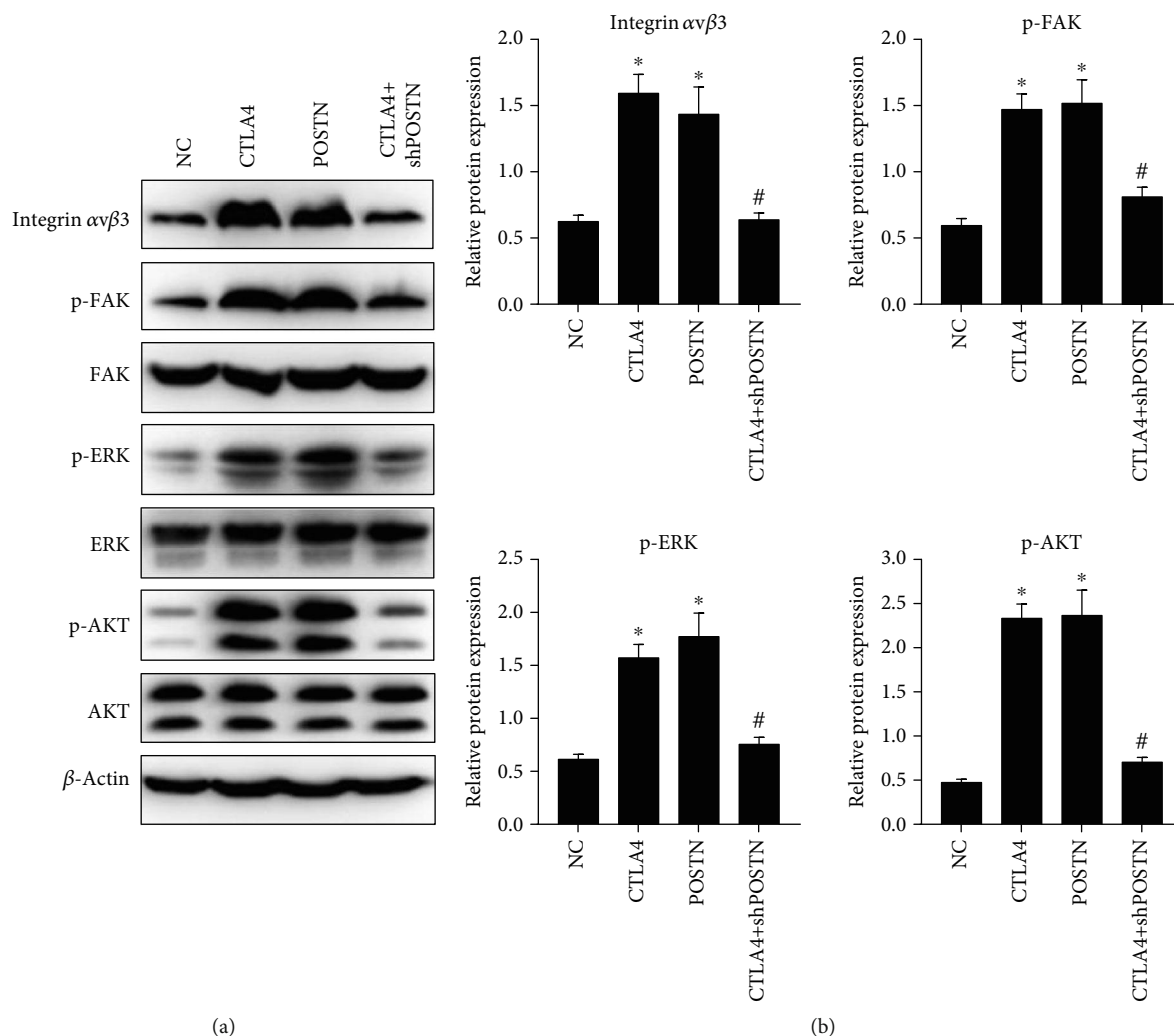 NC
CTLA4
POSTN
CTLA4+
shPOSTN
Integrin αvβ3
p-FAK
FAK
p-ERK
ERK
p-AKT
AKT
β-Actin
(a)
Integrin αvβ3
Relative protein expression
2.0
1.5
1.0
0.5
0.0
*
*
#
NC
CTLA4
POSTN
CTLA4+shPOSTN
p-FAK
Relative protein expression
2.0
1.5
1.0
0.5
0.0
*
*
#
NC
CTLA4
POSTN
CTLA4+shPOSTN
p-ERK
Relative protein expression
2.5
2.0
1.5
1.0
0.5
0.0
*
*
#
NC
CTLA4
POSTN
CTLA4+shPOSTN
p-AKT
Relative protein expression
3.0
2.5
2.0
1.5
1.0
0.5
0.0
*
*
#
NC
CTLA4
POSTN
CTLA4+shPOSTN
(b)